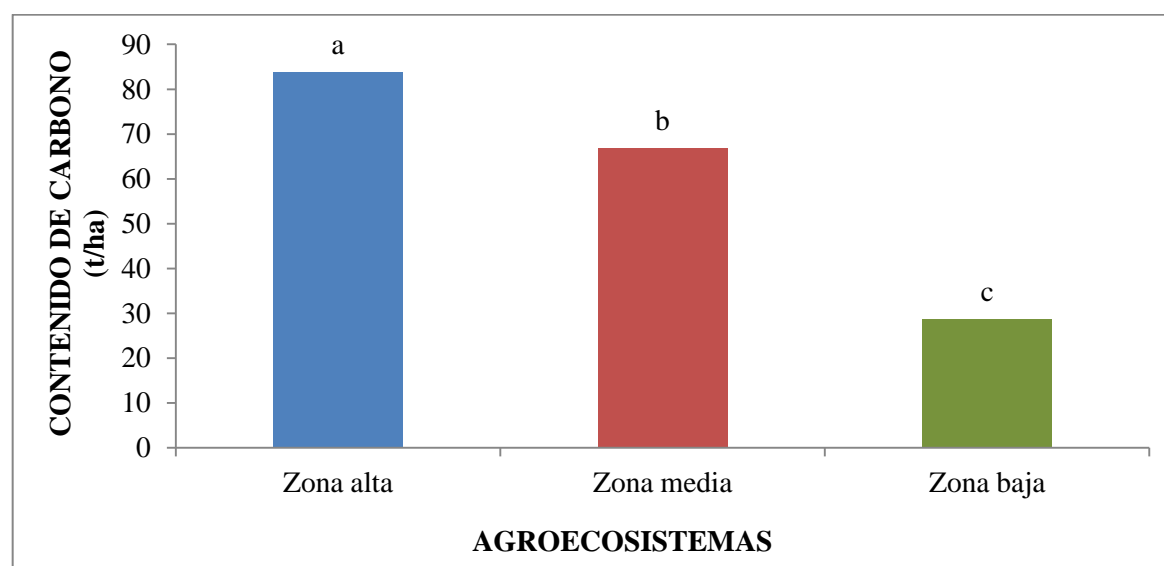 CONTENIDO DE CARBONO
(t/ha)
90
80
70
60
50
40
30
20
10
0
a
b
c
Zona alta
Zona media
Zona baja
AGROECOSISTEMAS